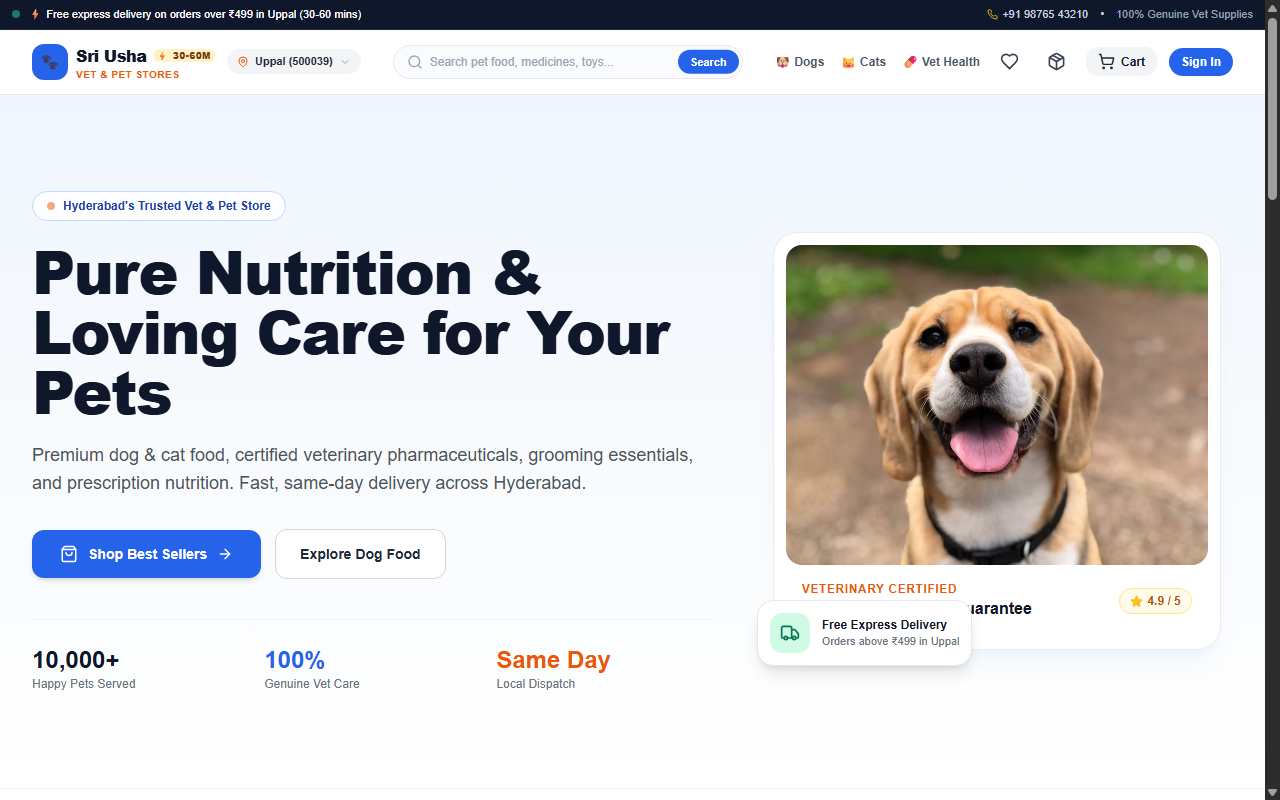 Free express delivery on orders over ₹499 in Uppal (30-60 mins)
+91 98765 43210 • 100% Genuine Vet Supplies
Sri Usha 30-60M
VET & PET STORES
Uppal (500039)
Search pet food, medicines, toys...
Search
Dogs
Cats
Vet Health
Cart
Sign In
Hyderabad's Trusted Vet & Pet Store
Pure Nutrition &
Loving Care for Your
Pets
Premium dog & cat food, certified veterinary pharmaceuticals, grooming essentials,
and prescription nutrition. Fast, same-day delivery across Hyderabad.
Shop Best Sellers
Explore Dog Food
10,000+
Happy Pets Served
100%
Genuine Vet Care
Same Day
Local Dispatch
VETERINARY CERTIFIED
4.9 / 5
Free Express Delivery
Orders above ₹499 in Uppal